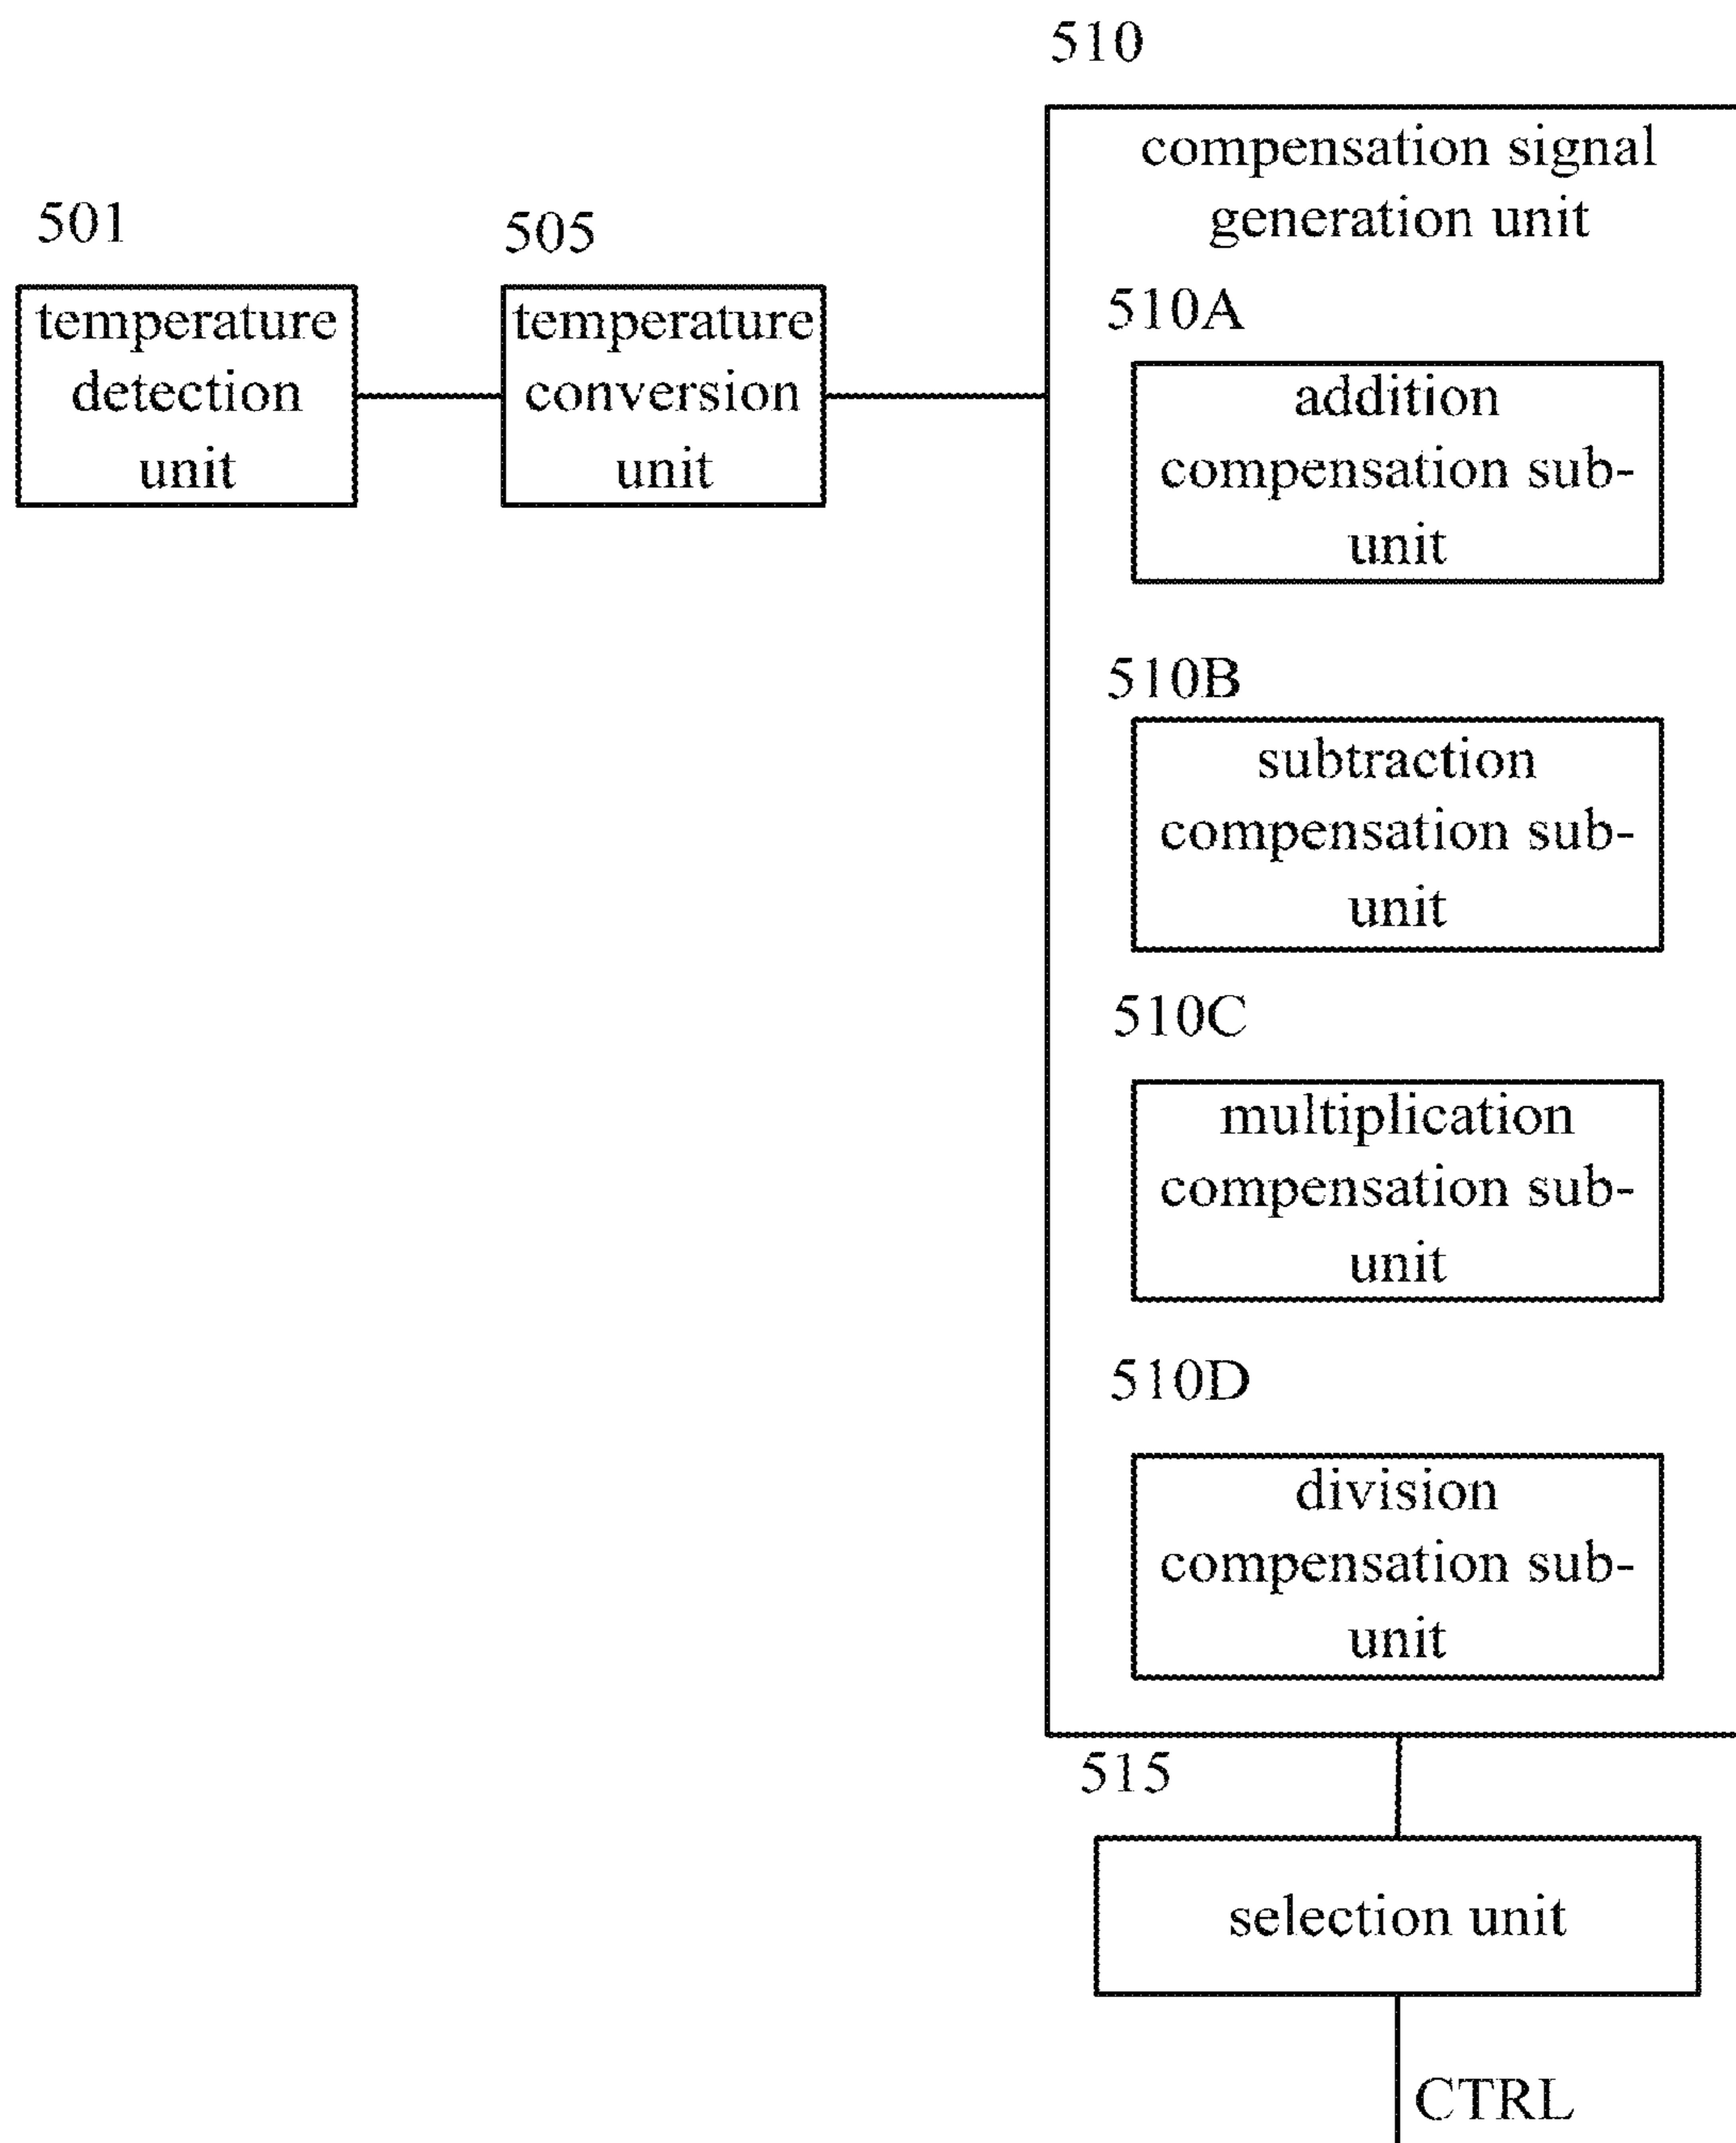 510
compensation signal
generation unit
501
temperature
detection
unit
505
temperature
conversion
unit
510A
addition
compensation sub-
unit
510B
subtraction
compensation sub-
unit
510C
multiplication
compensation sub-
unit
510D
division
compensation sub-
unit
515
selection unit
CTRL